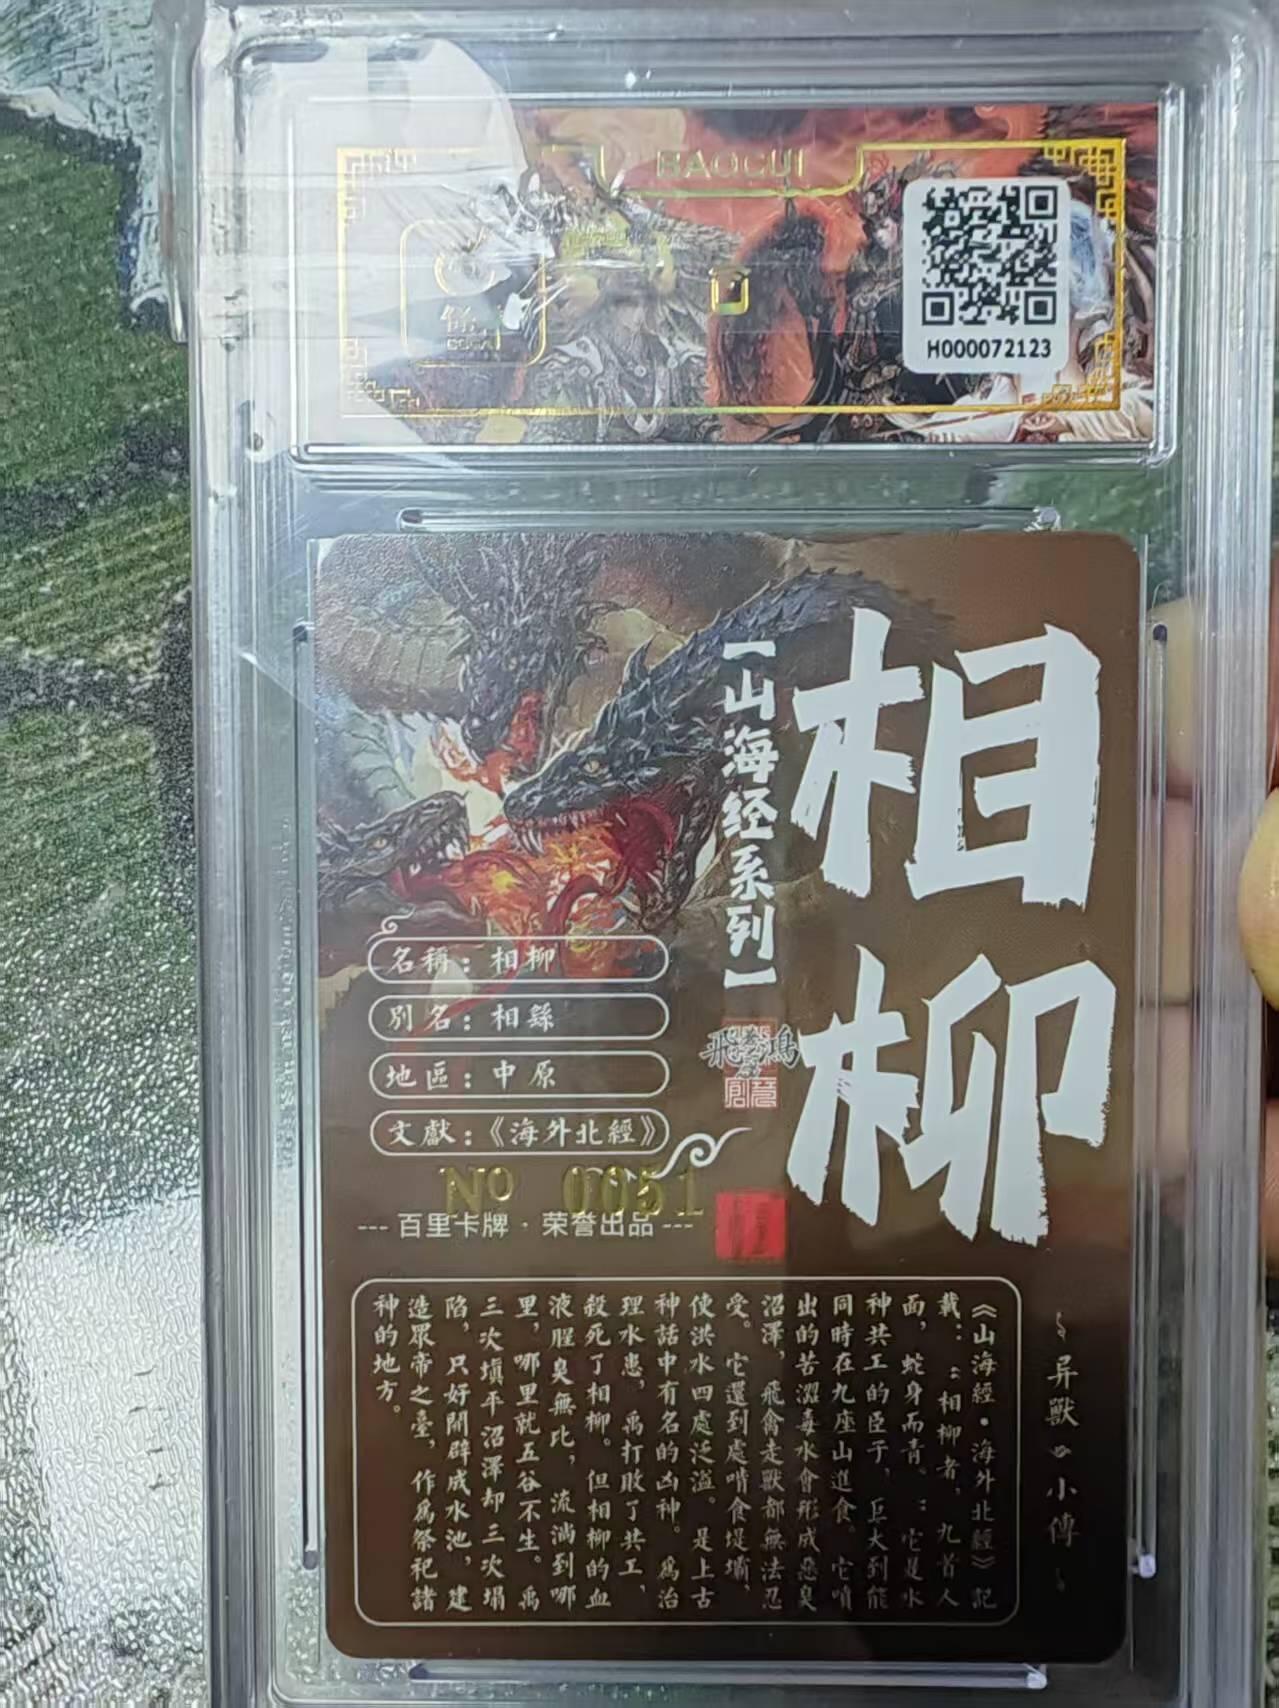 BAOCUI
H000072123
相柳
【山海经系列】
飛鴻
名稱：相柳
別名：相繇
地區：中原
文獻：《海外北經》
Nº 0051
--- 百里卡牌 · 荣誉出品 ---
异獸 小傳
《山海經·海外北經》記
載：“相柳者，九首人
面，蛇身而青。”它是水
神共工的臣子，巨大到能
同時在九座山進食。它噴
出的苦澀毒水會形成惡臭
沼澤，飛禽走獸都無法忍
受。它還到處啃食堤壩，
使洪水四處泛溢。是上古
神話中有名的凶神。為治
理水患，禹打敗了共工，
殺死了相柳。但相柳的血
液腥臭無比，流淌到哪
里，哪里就五谷不生。禹
三次填平沼澤却三次塌
陷，只好開辟成水池，建
造眾帝之臺，作為祭祀諸
神的地方。